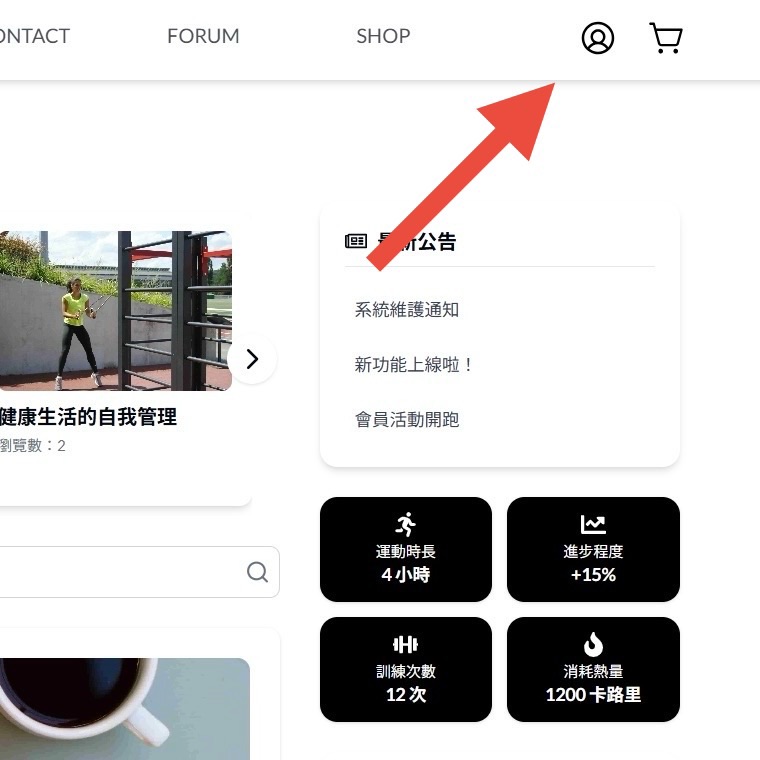 ONTACT
FORUM
SHOP
最新公告
系統維護通知
新功能上線啦！
會員活動開跑
健康生活的自我管理
瀏覽數：2
運動時長
4 小時
進步程度
+15%
訓練次數
12 次
消耗熱量
1200 卡路里